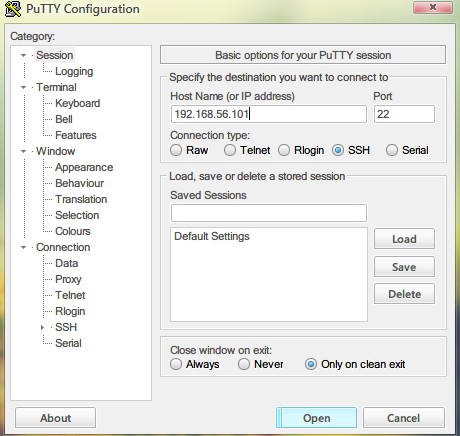 PuTTY Configuration
Category:
Session
Logging
Terminal
Keyboard
Bell
Features
Window
Appearance
Behaviour
Translation
Selection
Colours
Connection
Data
Proxy
Telnet
Rlogin
SSH
Serial
Basic options for your PuTTY session
Specify the destination you want to connect to
Host Name (or IP address) Port
192.168.56.101 22
Connection type:
Raw Telnet Rlogin SSH Serial
Load, save or delete a stored session
Saved Sessions
Default Settings
Load
Save
Delete
Close window on exit:
Always Never Only on clean exit
About Open Cancel